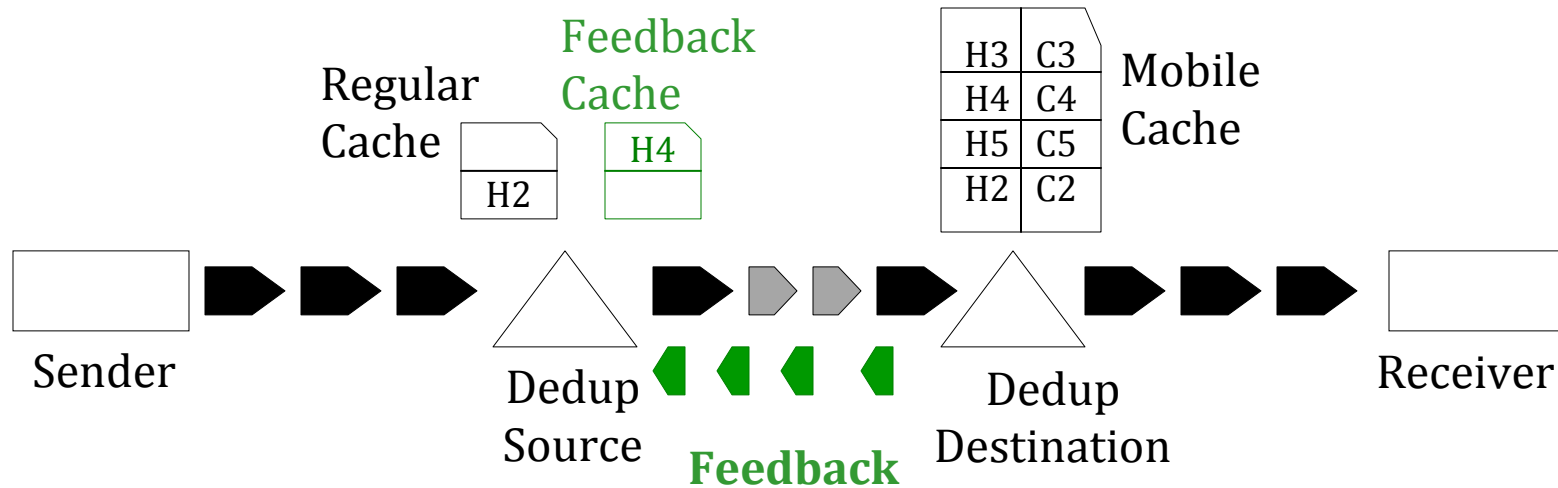 Regular
Cache
H2
Feedback
Cache
H4
H3 C3
H4 C4
H5 C5
H2 C2
Mobile
Cache
Sender
Dedup
Source
Feedback
Dedup
Destination
Receiver